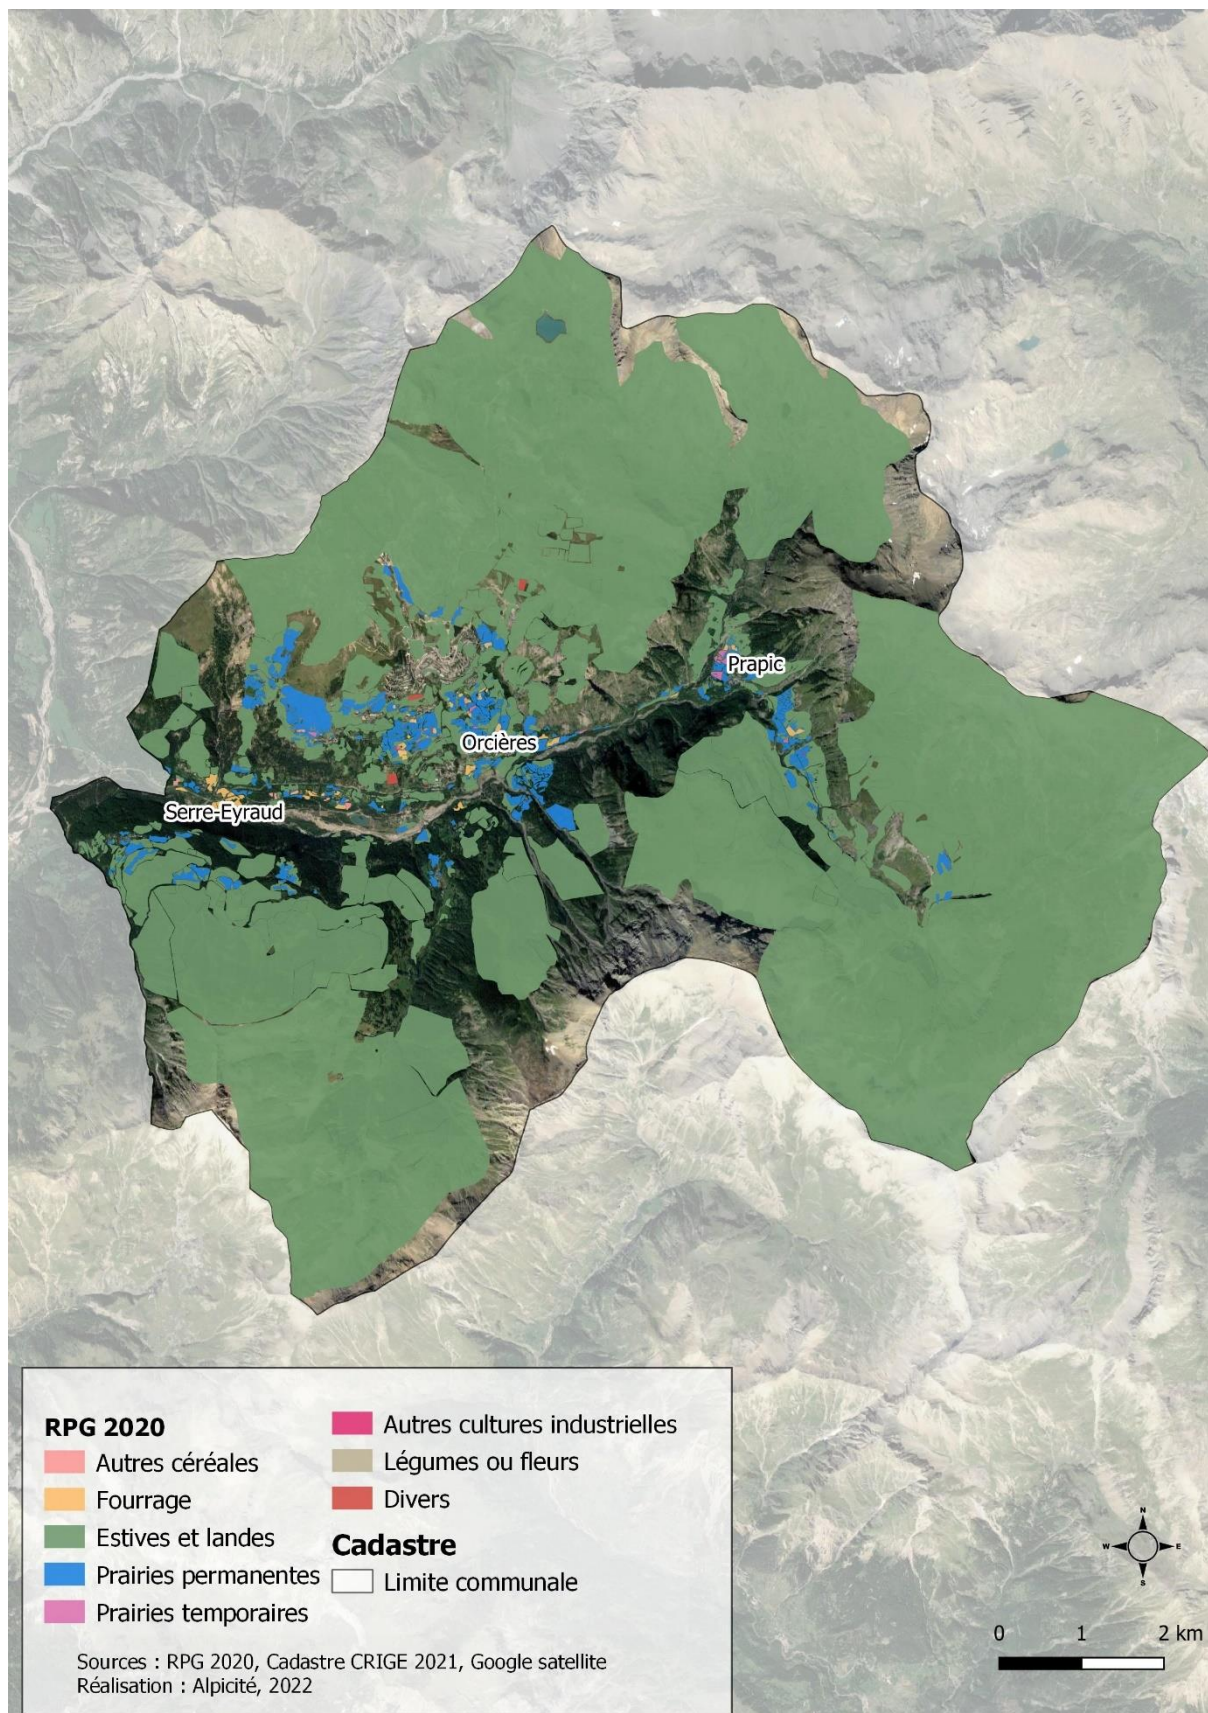 Prapic
Orcières
Serre-Eyraud
RPG 2020
Autres céréales
Fourrage
Estives et landes
Prairies permanentes
Prairies temporaires
Autres cultures industrielles
Légumes ou fleurs
Divers
Cadastre
Limite communale
Sources : RPG 2020, Cadastre CRIGE 2021, Google satellite
Réalisation : Alpicité, 2022
N
W E
S
0 1 2 km